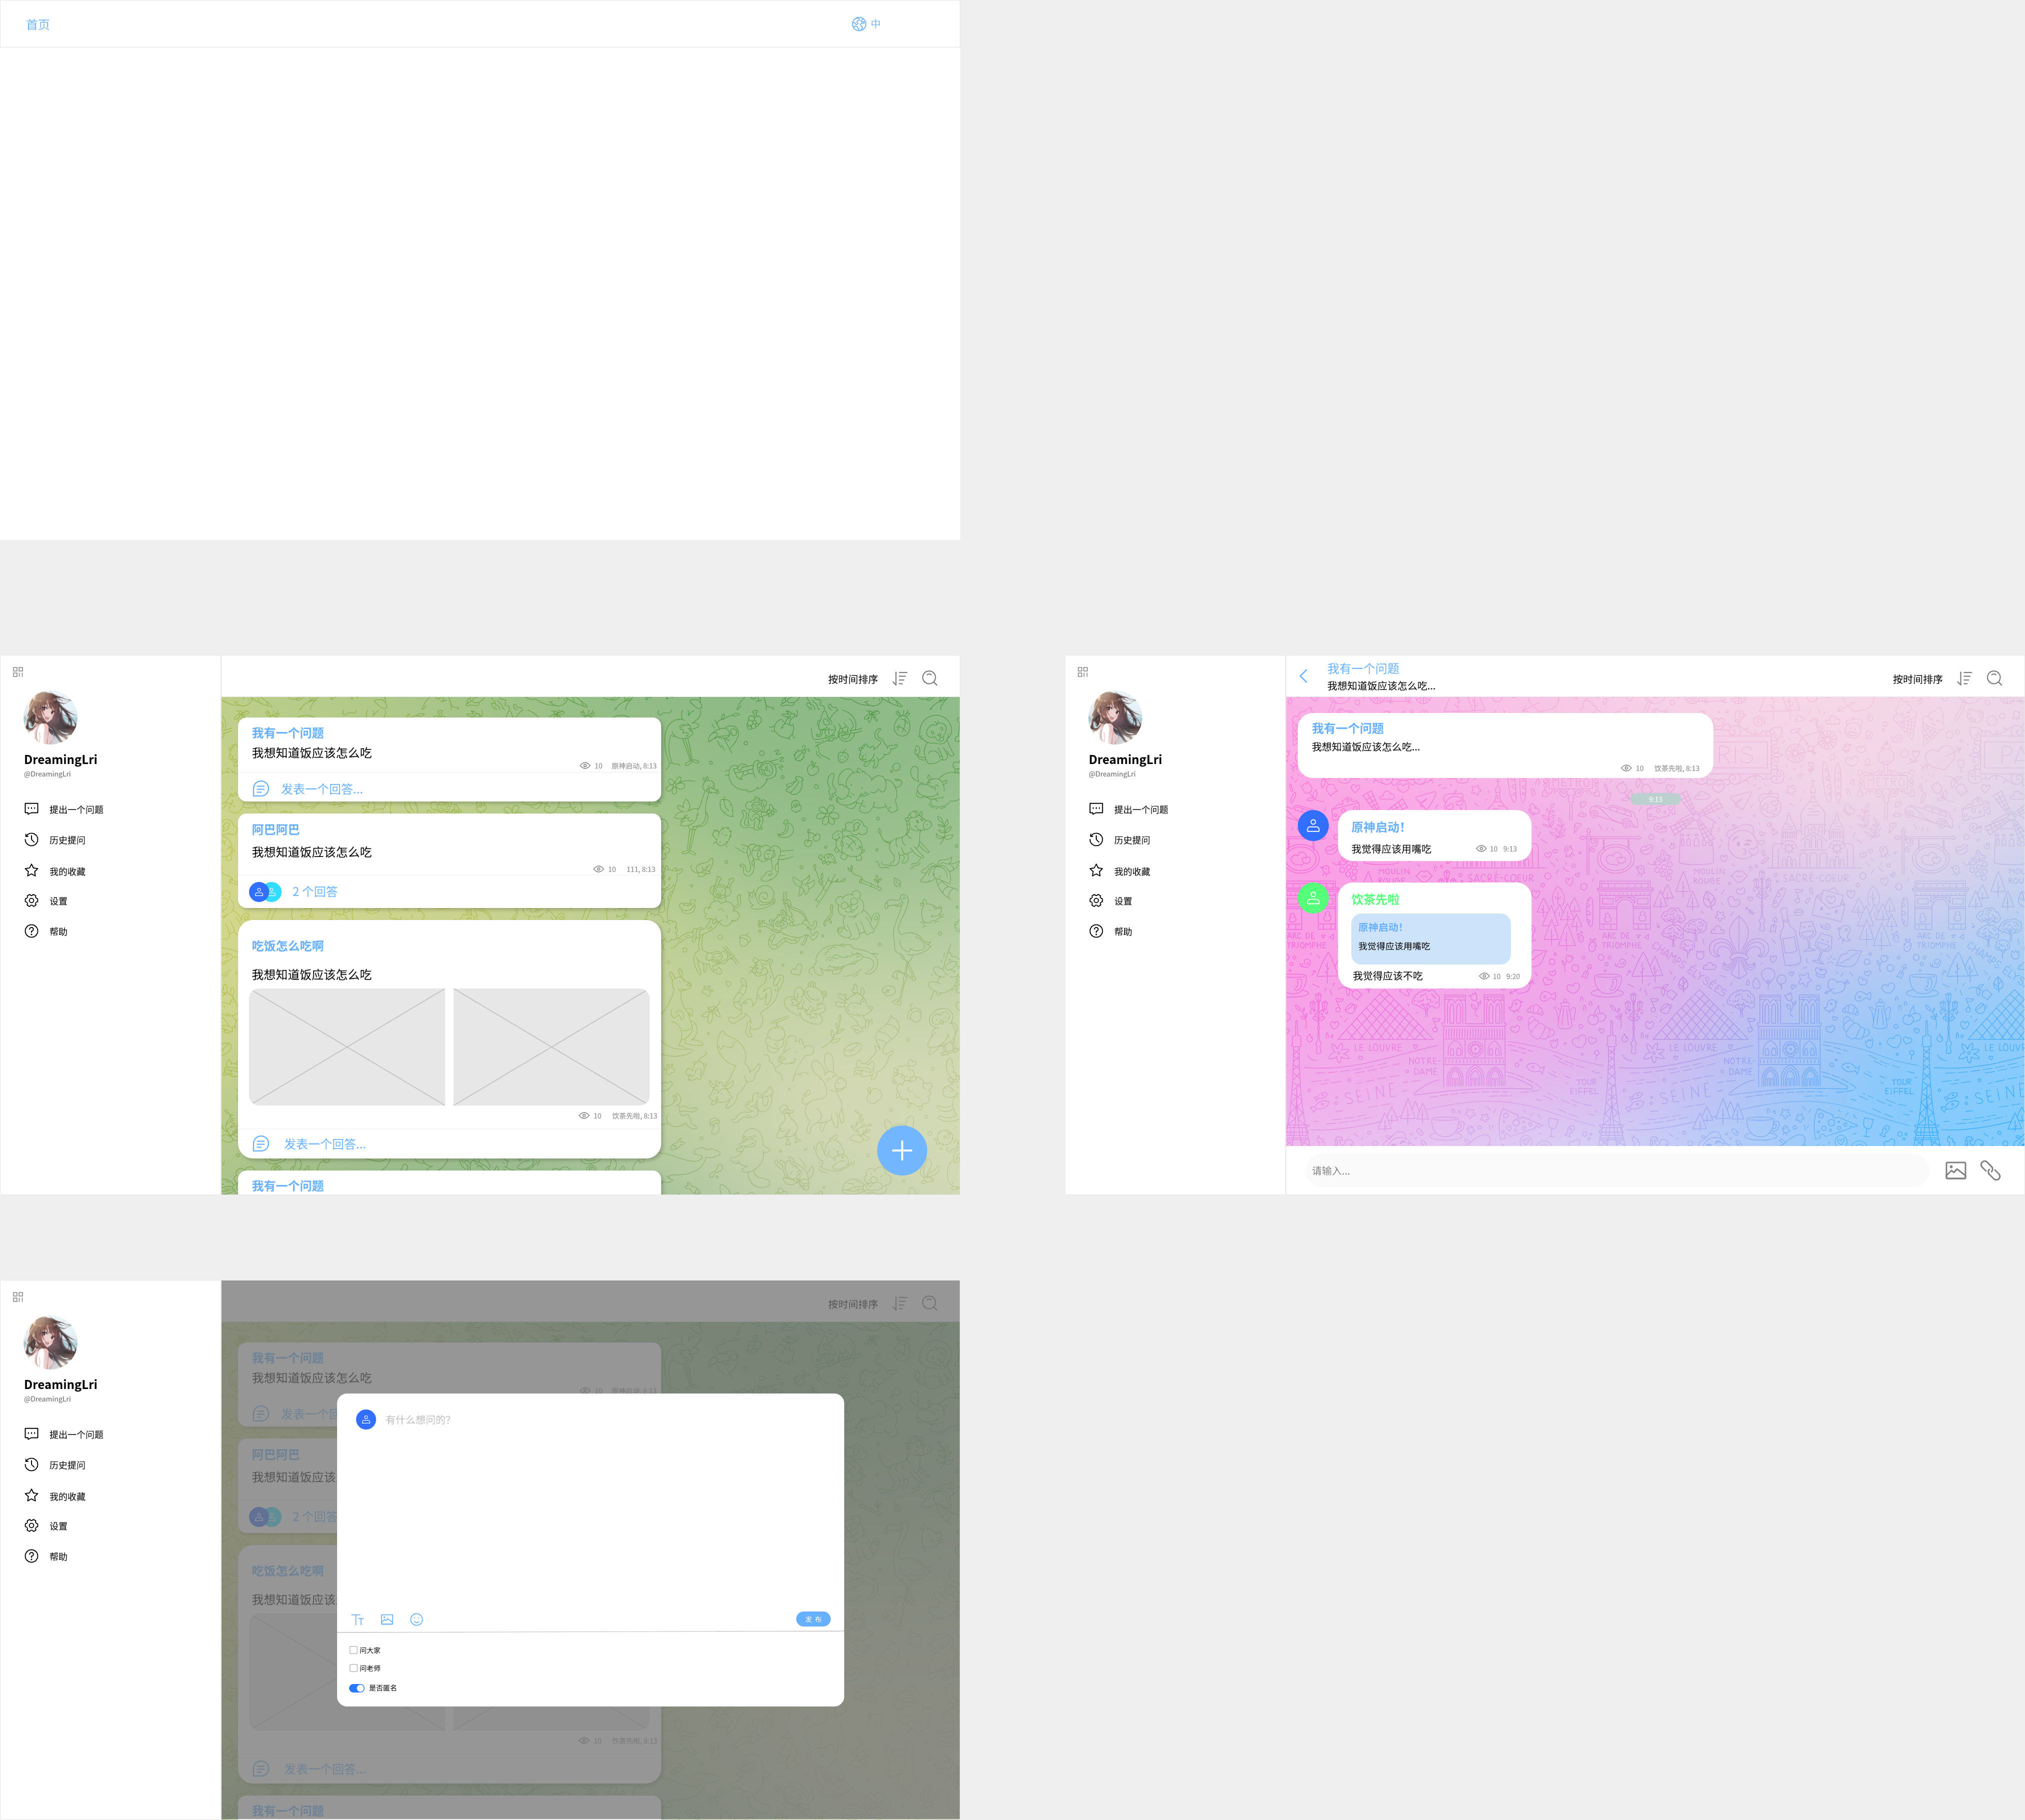 首页
中
按时间排序
DreamingLri
@DreamingLri
提出一个问题
历史提问
我的收藏
设置
帮助
我有一个问题
我想知道饭应该怎么吃
10 原神启动, 8:13
发表一个回答...
阿巴阿巴
我想知道饭应该怎么吃
10 111, 8:13
2 个回答
吃饭怎么吃啊
我想知道饭应该怎么吃
10 饮茶先啦, 8:13
发表一个回答...
我有一个问题
我有一个问题
我想知道饭应该怎么吃...
按时间排序
DreamingLri
@DreamingLri
提出一个问题
历史提问
我的收藏
设置
帮助
我有一个问题
我想知道饭应该怎么吃...
10 饮茶先啦, 8:13
9:13
原神启动!
我觉得应该用嘴吃
10 9:13
饮茶先啦
原神启动!
我觉得应该用嘴吃
我觉得应该不吃
10 9:20
MOULIN ROUGE
SACRÉ-COEUR
ARC DE TRIOMPHE
LE LOUVRE
NOTRE-DAME
SEINE
TOUR EIFFEL
请输入...
按时间排序
DreamingLri
@DreamingLri
提出一个问题
历史提问
我的收藏
设置
帮助
我有一个问题
我想知道饭应该怎么吃
发表一个回
阿巴阿巴
我想知道饭应该
2 个回答
吃饭怎么吃啊
我想知道饭应该
有什么想问的?
发 布
问大家
问老师
是否匿名
10 饮茶先啦, 8:13
发表一个回答...
我有一个问题